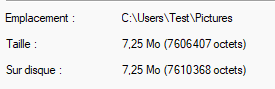 Emplacement : C:\Users\Test\Pictures
Taille : 7,25 Mo (7606407 octets)
Sur disque : 7,25 Mo (7610368 octets)